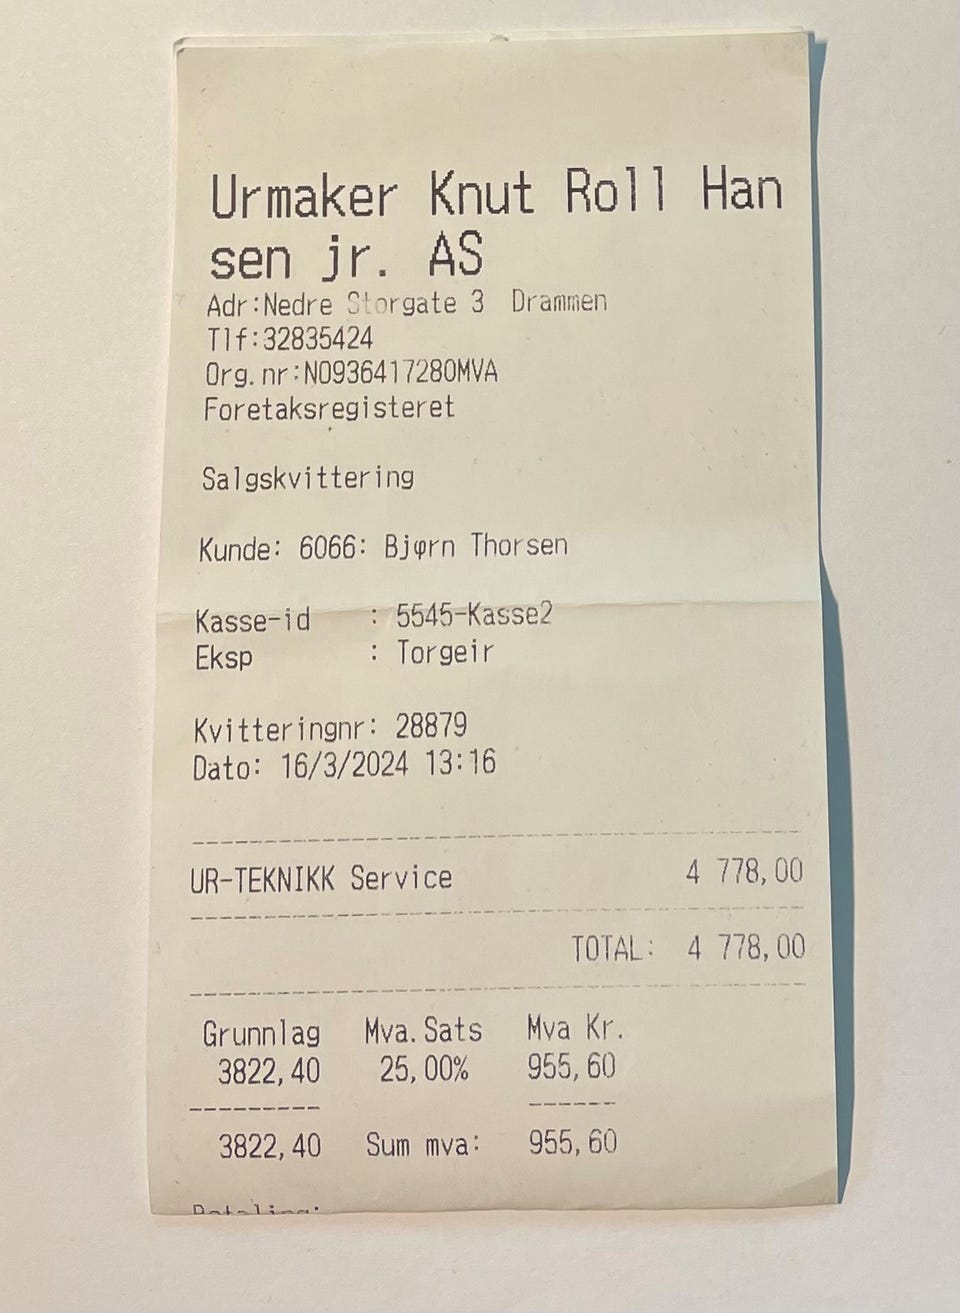 Urmaker Knut Roll Han
sen jr. AS
Adr:Nedre Storgate 3 Drammen
Tlf:32835424
Org.nr:NO936417280MVA
Foretaksregisteret
Salgskvittering
Kunde: 6066: Bjørn Thorsen
Kasse-id : 5545-Kasse2
Eksp : Torgeir
Kvitteringnr: 28879
Dato: 16/3/2024 13:16
UR-TEKNIKK Service 4 778,00
TOTAL: 4 778,00
Grunnlag Mva.Sats Mva Kr.
3822,40 25,00% 955,60
3822,40 Sum mva: 955,60